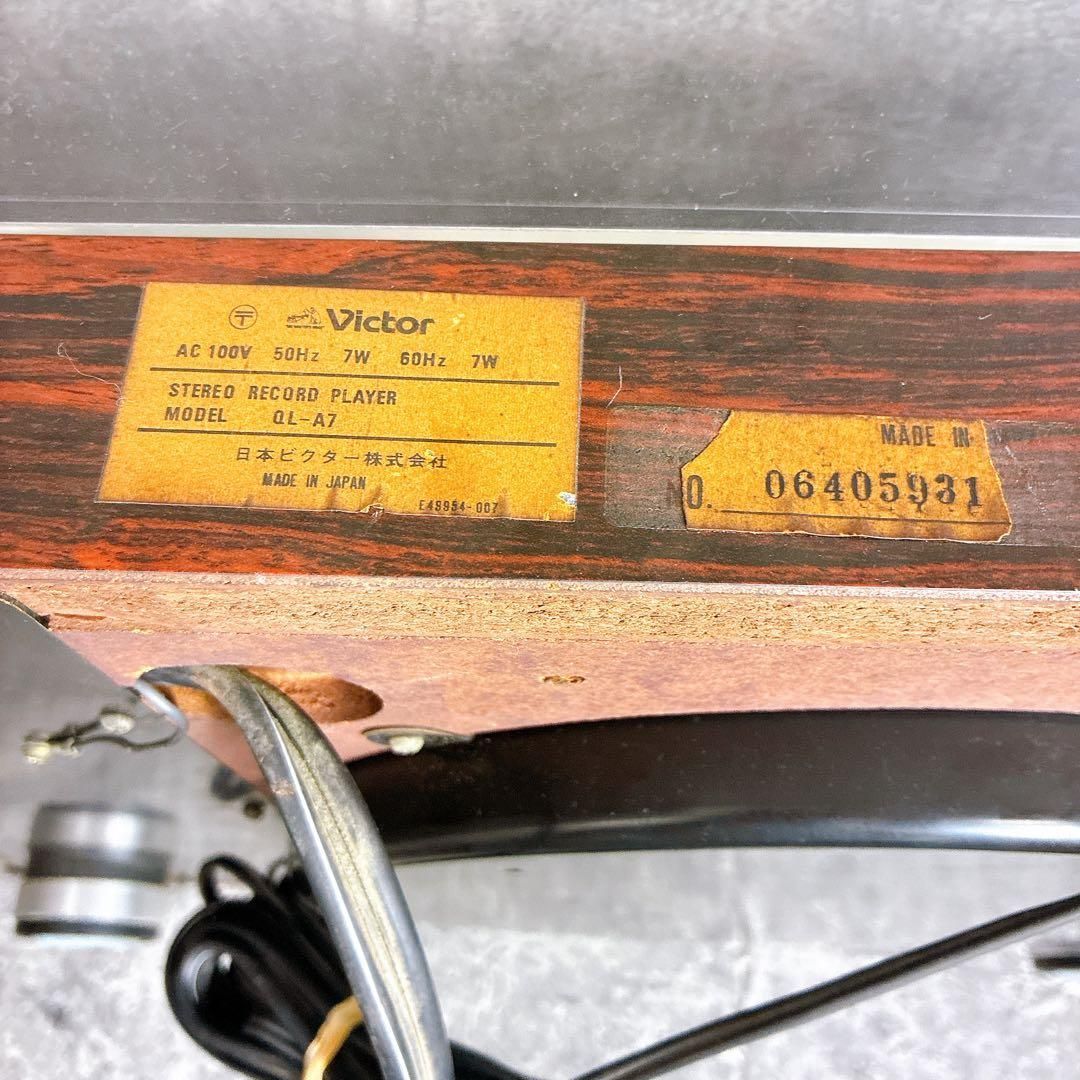 〒 Victor
AC 100V 50Hz 7W 60Hz 7W
STEREO RECORD PLAYER
MODEL QL-A7
日本ビクター株式会社
MADE IN JAPAN
E48954-007
MADE IN
NO. 06405931